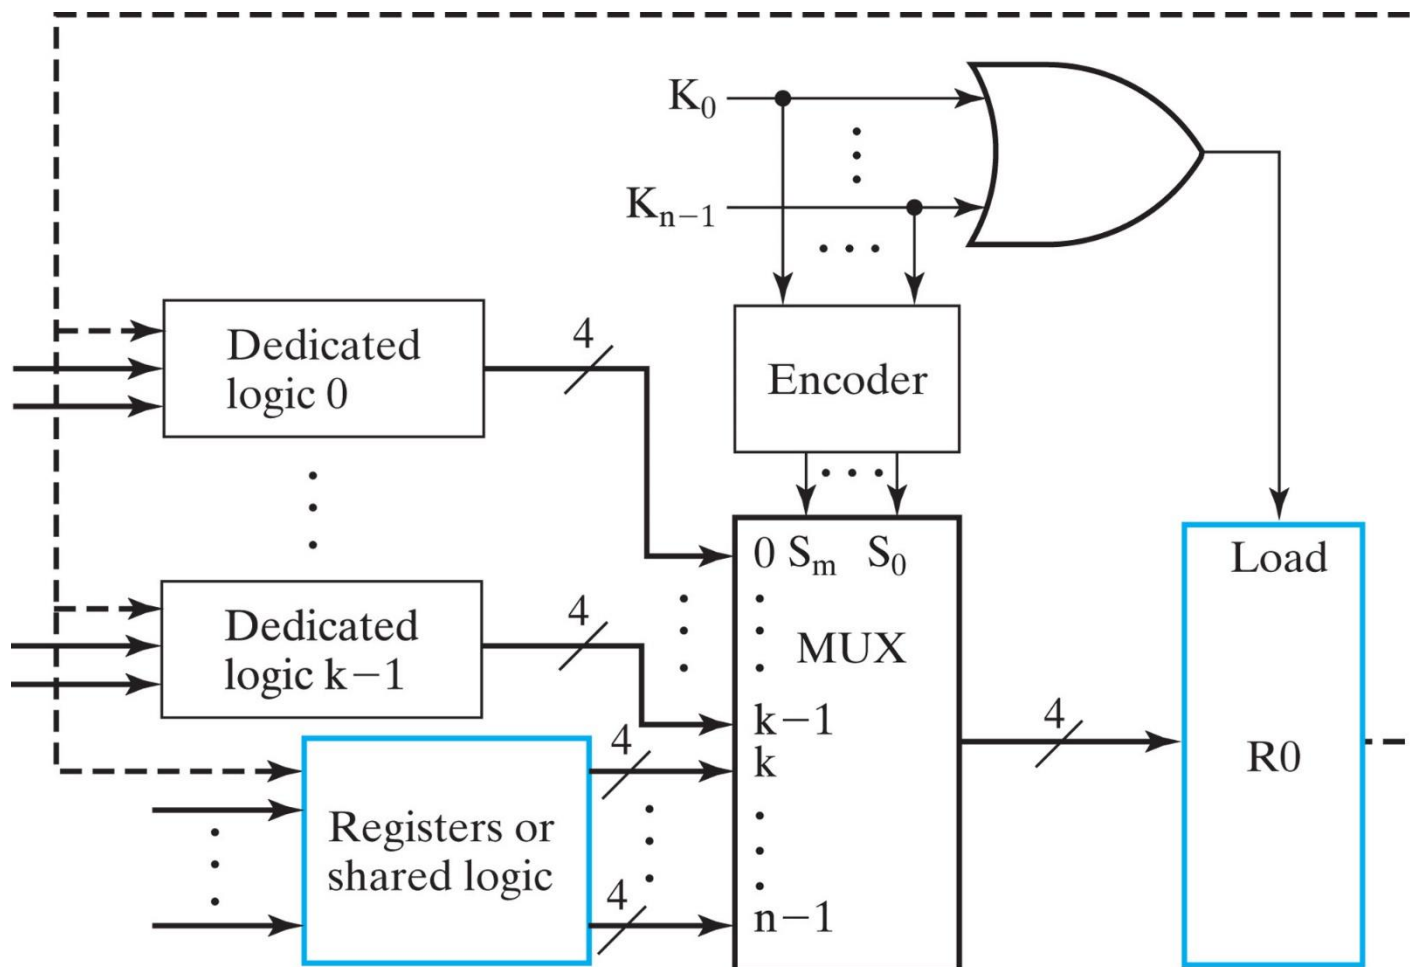 K₀
Kₙ₋₁
Dedicated
logic 0
4
Encoder
0 Sₘ S₀
Load
Dedicated
logic k−1
4
MUX
k−1
4
k
4
R0
Registers or
shared logic
4
n−1